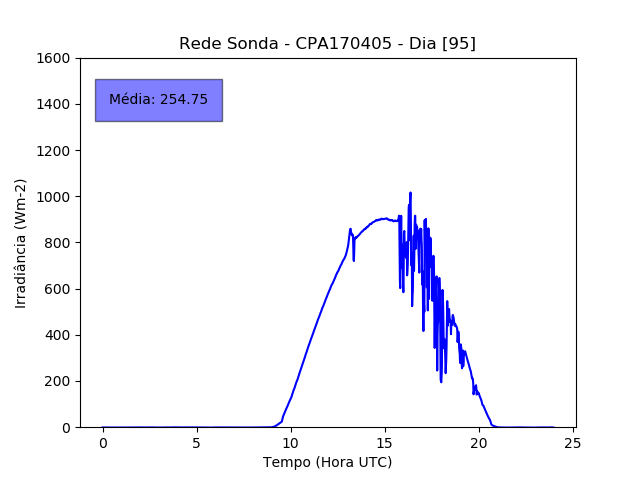 Rede Sonda - CPA170405 - Dia [95]
1600
1400
1200
1000
800
600
400
200
0
Média: 254.75
Irradiância (Wm-2)
0 5 10 15 20 25
Tempo (Hora UTC)